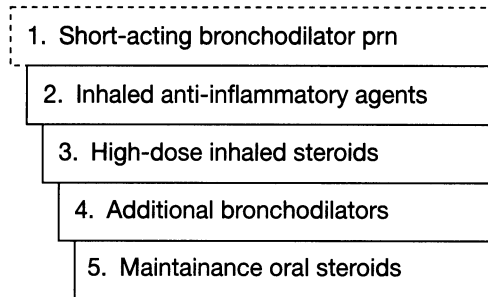 1. Short-acting bronchodilator prn
2. Inhaled anti-inflammatory agents
3. High-dose inhaled steroids
4. Additional bronchodilators
5. Maintainance oral steroids